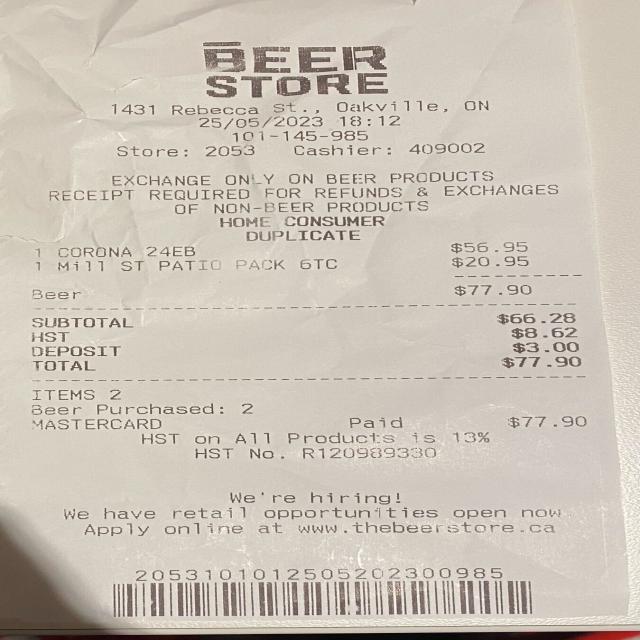 BEER
STORE
1431 Rebecca St., Oakville, ON
25/05/2023 18:12
101-145-985
Store: 2053 Cashier: 409002
EXCHANGE ONLY ON BEER PRODUCTS
RECEIPT REQUIRED FOR REFUNDS & EXCHANGES
OF NON-BEER PRODUCTS
HOME CONSUMER
DUPLICATE
1 CORONA 24EB $56.95
1 Mill ST PATIO PACK 6TC $20.95
Beer $77.90
SUBTOTAL $66.28
HST $8.62
DEPOSIT $3.00
TOTAL $77.90
ITEMS 2
Beer Purchased: 2
MASTERCARD Paid $77.90
HST on All Products is 13%
HST No. R120989330
We're hiring!
We have retail opportunities open now.
Apply online at www.thebeerstore.ca
2053101012505202300985